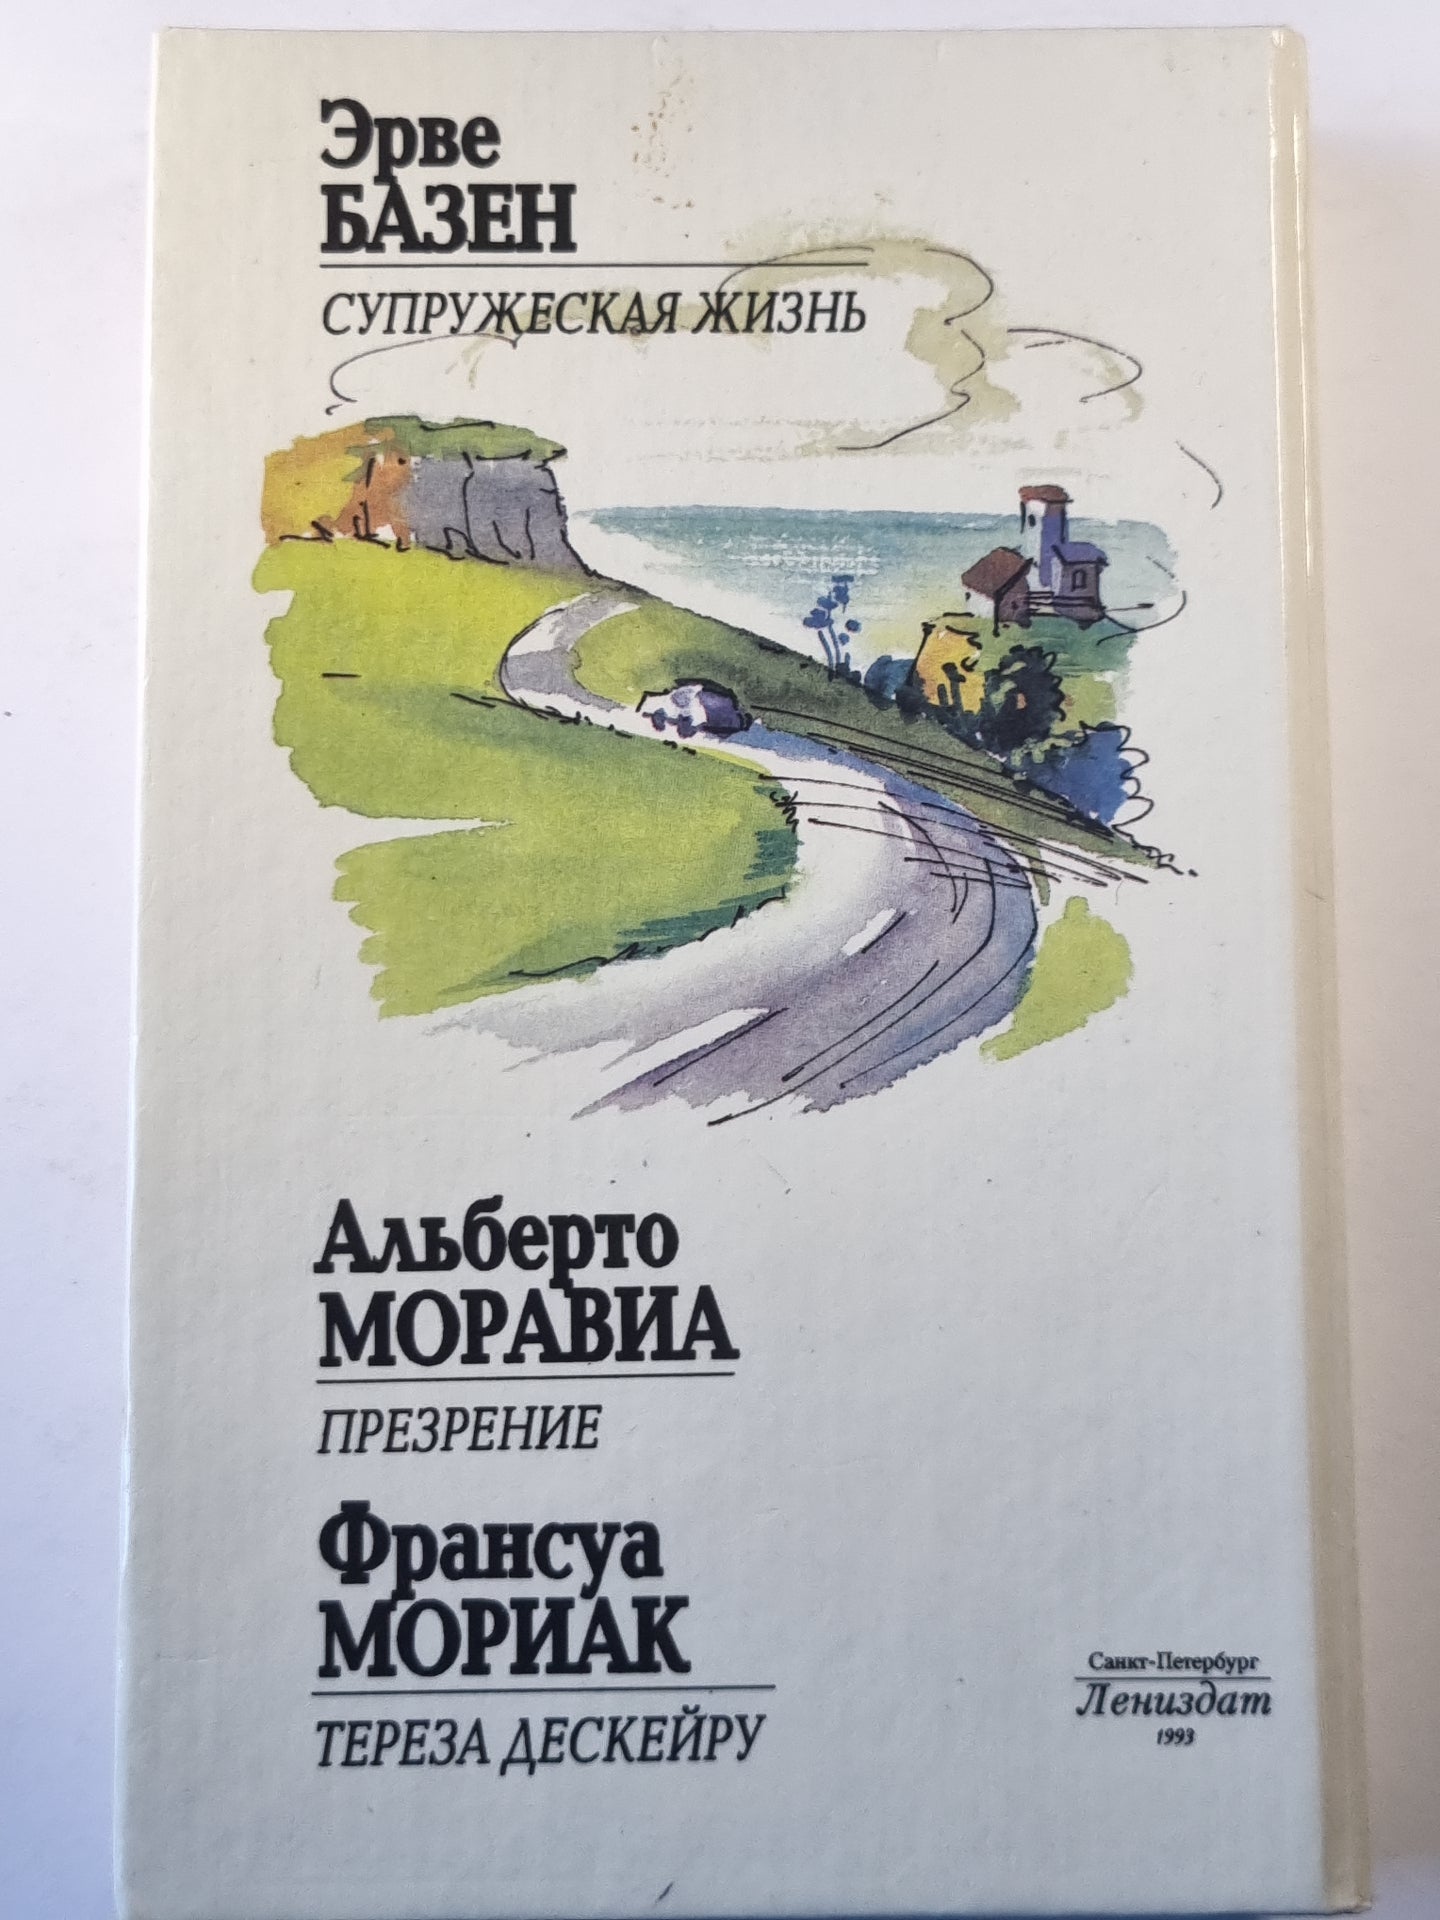 Эрве
БАЗЕН
СУПРУЖЕСКАЯ ЖИЗНЬ
Альберто
МОРАВИА
ПРЕЗРЕНИЕ
Франсуа
МОРИАК
ТЕРЕЗА ДЕСКЕЙРУ
Санкт-Петербург
Лениздат
1993